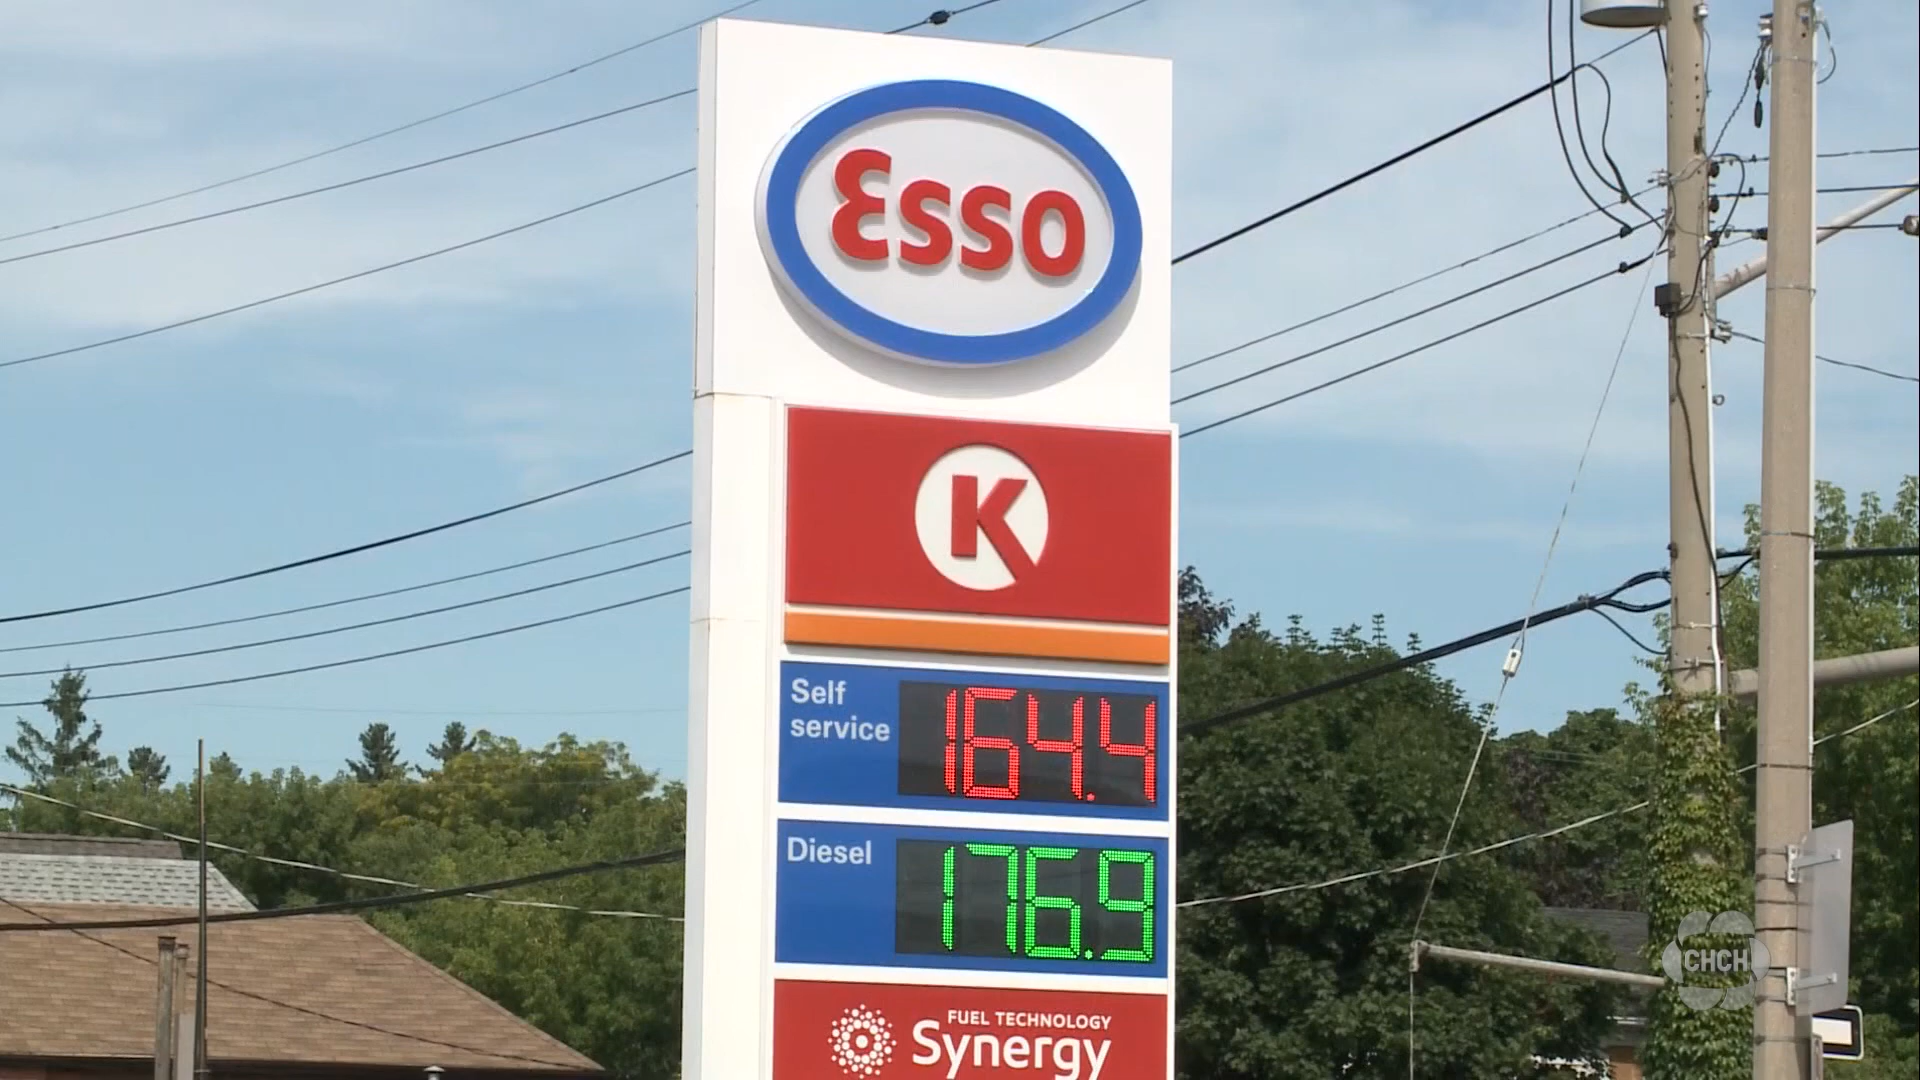 Esso
K
Self
service
164.4
Diesel
176.9
FUEL TECHNOLOGY
Synergy
CHCH